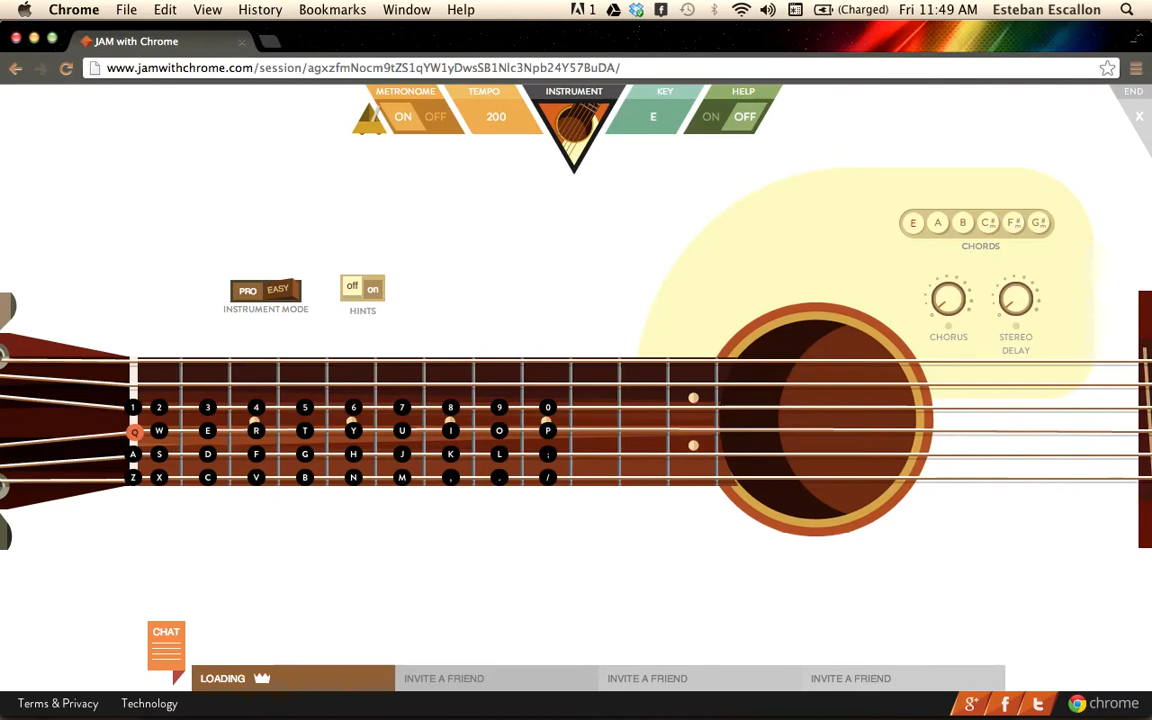 Chrome File Edit View History Bookmarks Window Help 1 (Charged) Fri 11:49 AM Esteban Escallon
JAM with Chrome
www.jamwithchrome.com/session/agxzfmNocm9tZS1qYW1yDwsSB1Nlc3Npb24Y57BuDA/
METRONOME TEMPO INSTRUMENT KEY HELP END
ON OFF 200 E ON OFF X
E A B C#m F#m G#m
CHORDS
PRO EASY off on
INSTRUMENT MODE HINTS
CHORUS STEREO DELAY
1 2 3 4 5 6 7 8 9 0
Q W E R T Y U I O P
A S D F G H J K L ;
Z X C V B N M , . /
CHAT
LOADING INVITE A FRIEND INVITE A FRIEND INVITE A FRIEND
Terms & Privacy Technology g+ f chrome